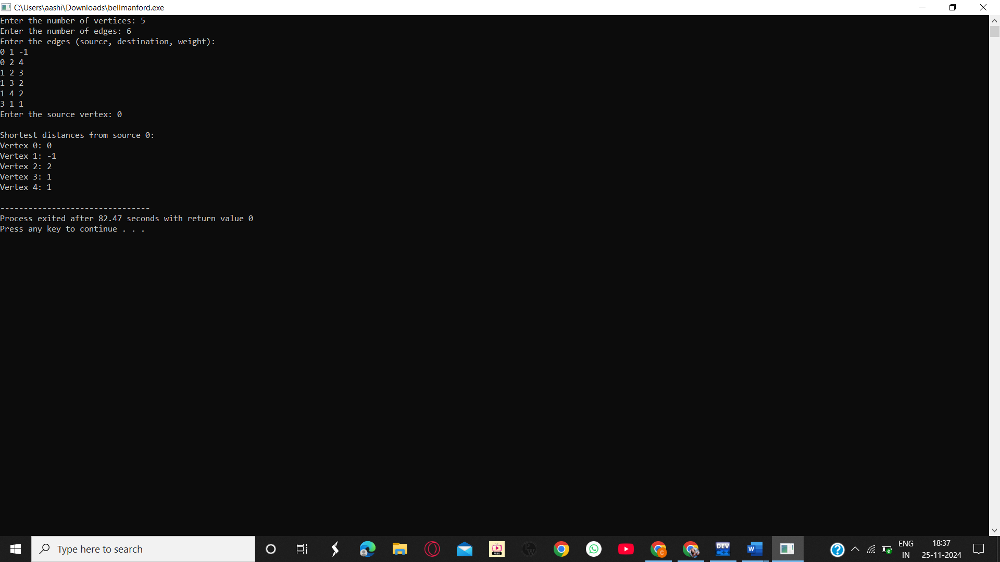 C:\Users\aashi\Downloads\bellmanford.exe
Enter the number of vertices: 5
Enter the number of edges: 6
Enter the edges (source, destination, weight):
0 1 -1
0 2 4
1 2 3
1 3 2
1 4 2
3 1 1
Enter the source vertex: 0
Shortest distances from source 0:
Vertex 0: 0
Vertex 1: -1
Vertex 2: 2
Vertex 3: 1
Vertex 4: 1
--------------------------------
Process exited after 82.47 seconds with return value 0
Press any key to continue . . .
Type here to search
ENG
IN
18:37
25-11-2024